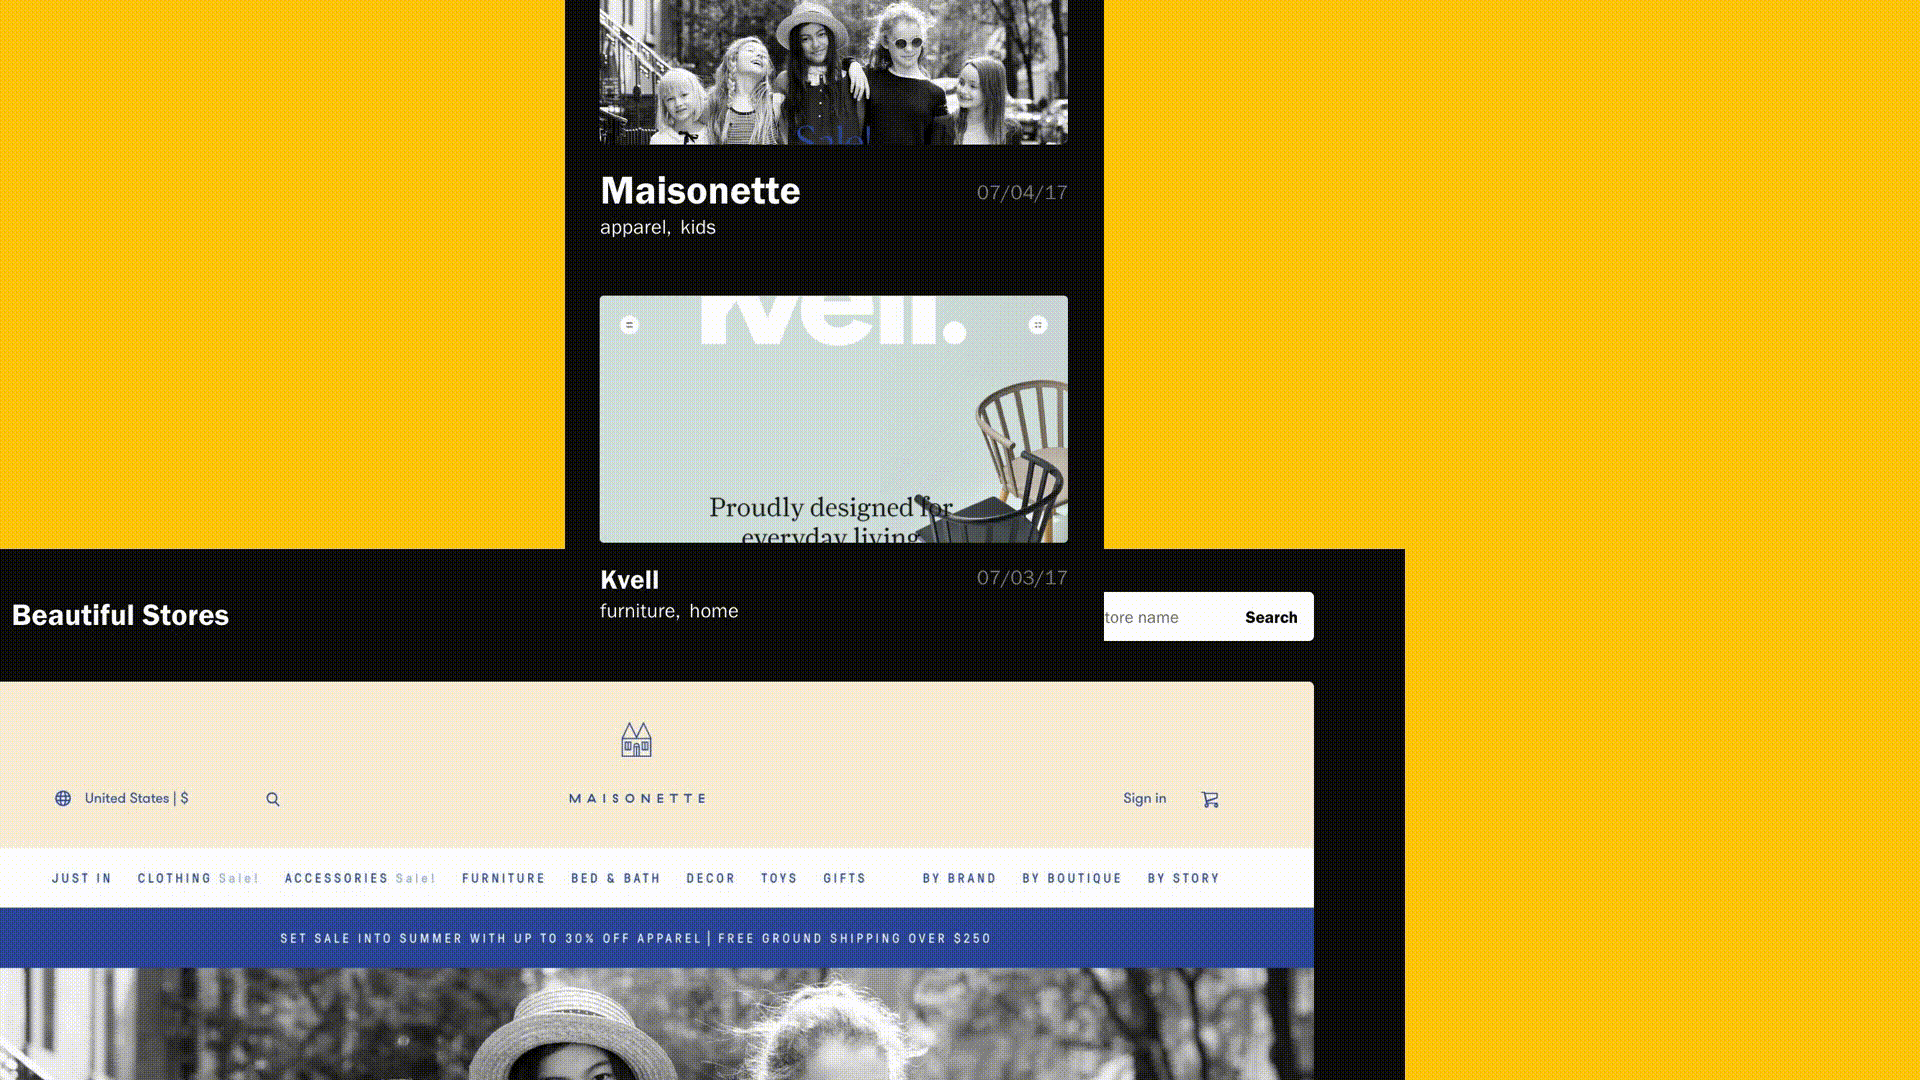 Sale!
Maisonette
07/04/17
apparel, kids
Kvell.
Proudly designed for
everyday living
Kvell
07/03/17
furniture, home
Beautiful Stores
tore name
Search
United States | $
MAISONETTE
Sign in
JUST IN CLOTHING Sale! ACCESSORIES Sale! FURNITURE BED & BATH DECOR TOYS GIFTS BY BRAND BY BOUTIQUE BY STORY
SET SALE INTO SUMMER WITH UP TO 30% OFF APPAREL | FREE GROUND SHIPPING OVER $250